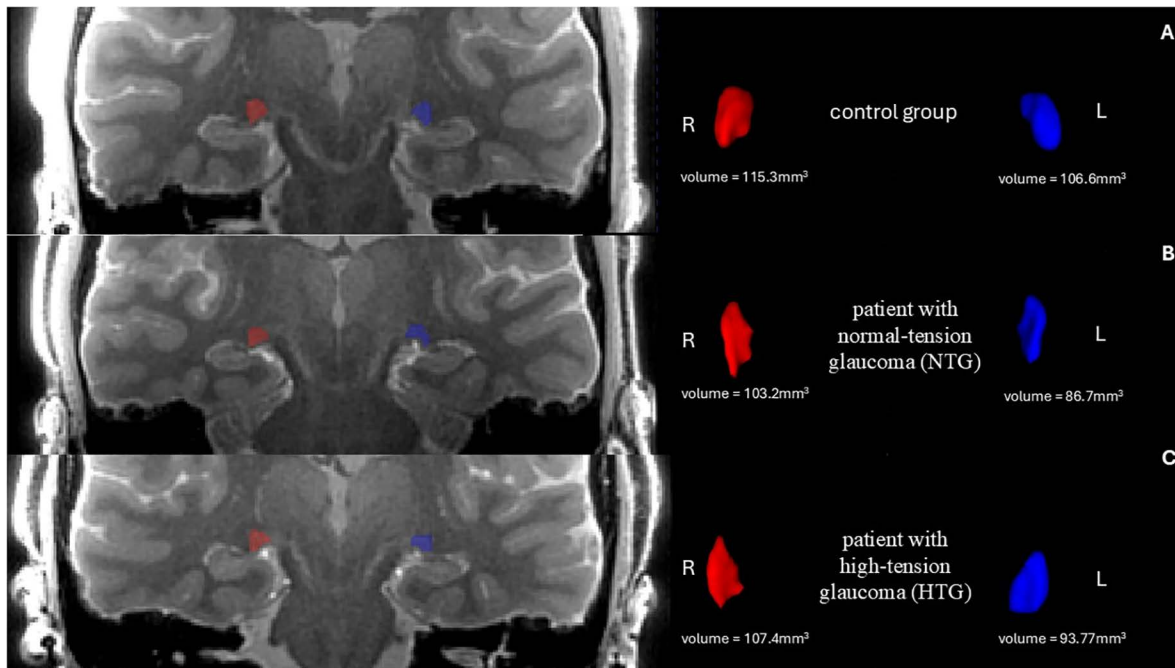 A
R
control group
L
volume = 115.3mm³
volume = 106.6mm³
B
patient with
normal-tension
glaucoma (NTG)
R
L
volume = 103.2mm³
volume = 86.7mm³
C
patient with
high-tension
glaucoma (HTG)
R
L
volume = 107.4mm³
volume = 93.77mm³